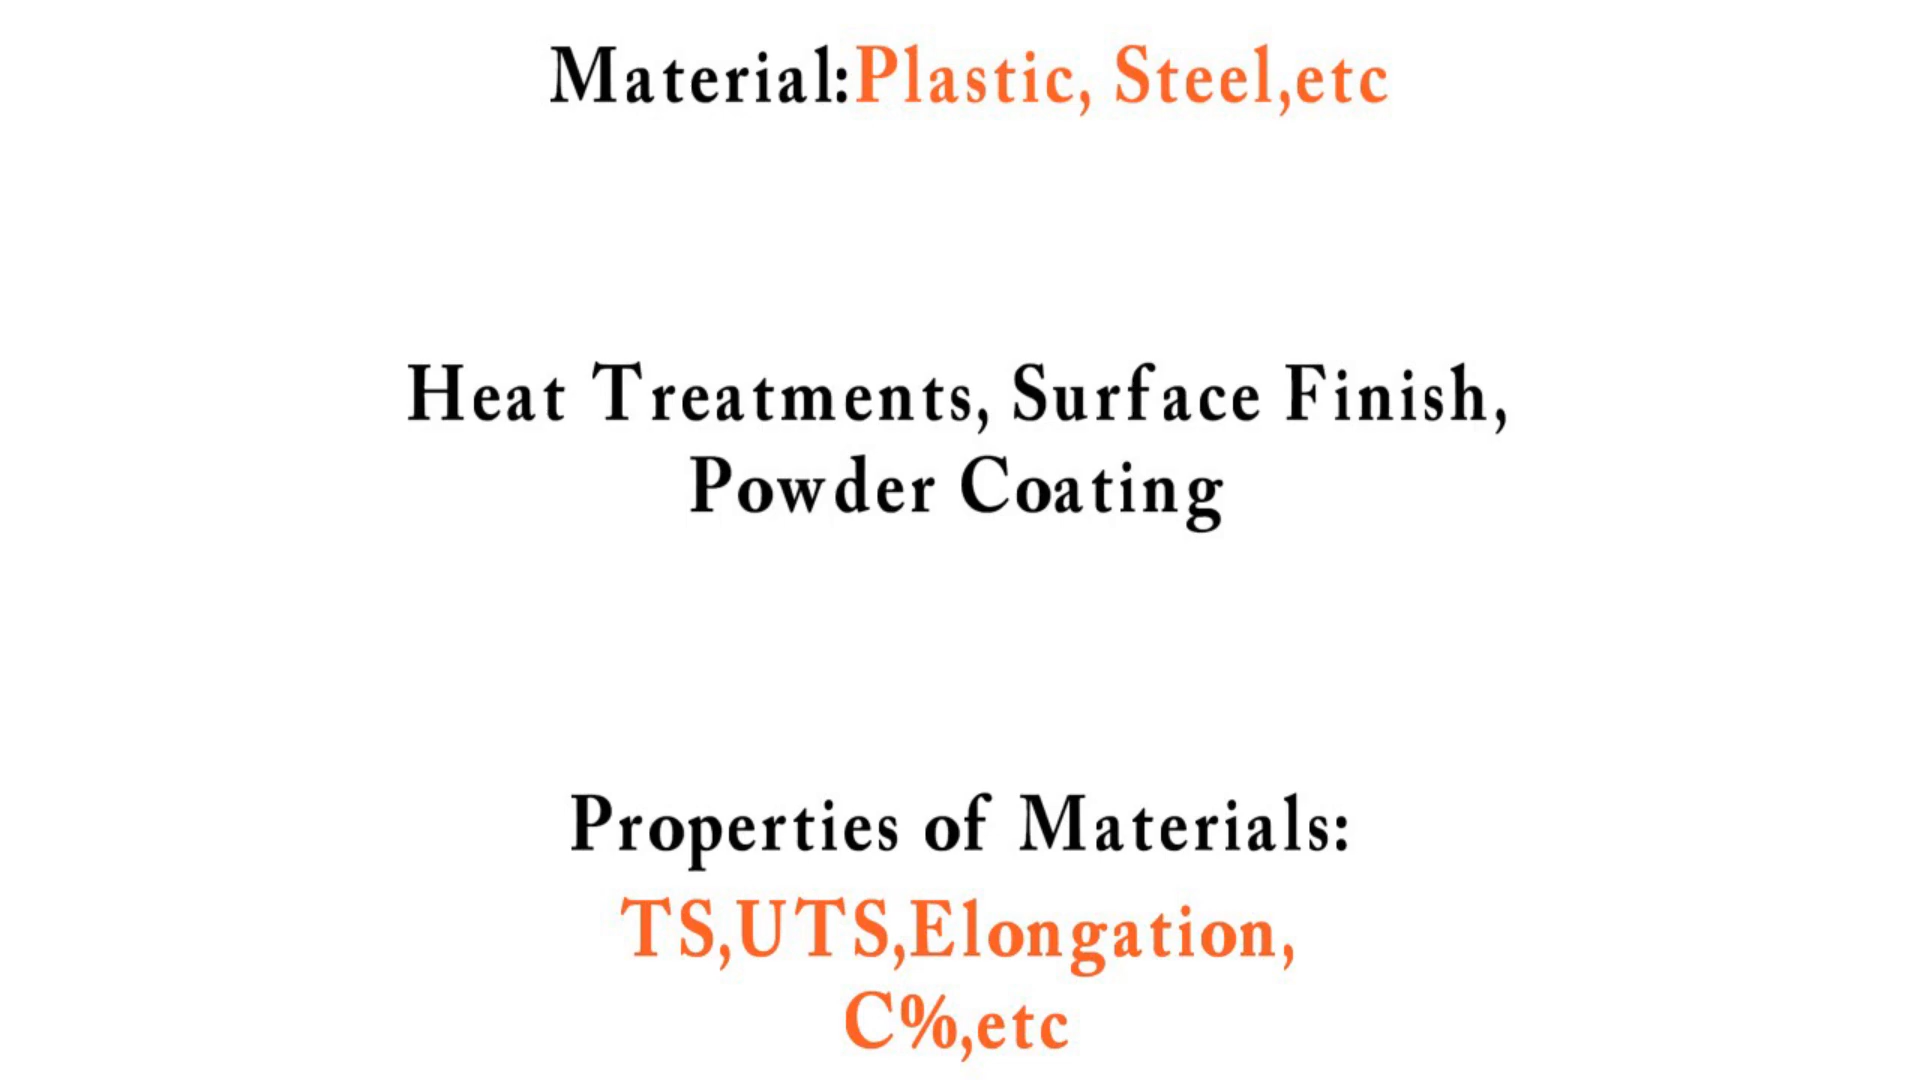 Material:Plastic, Steel,etc
Heat Treatments, Surface Finish,
Powder Coating
Properties of Materials:
TS,UTS,Elongation,
C%,etc